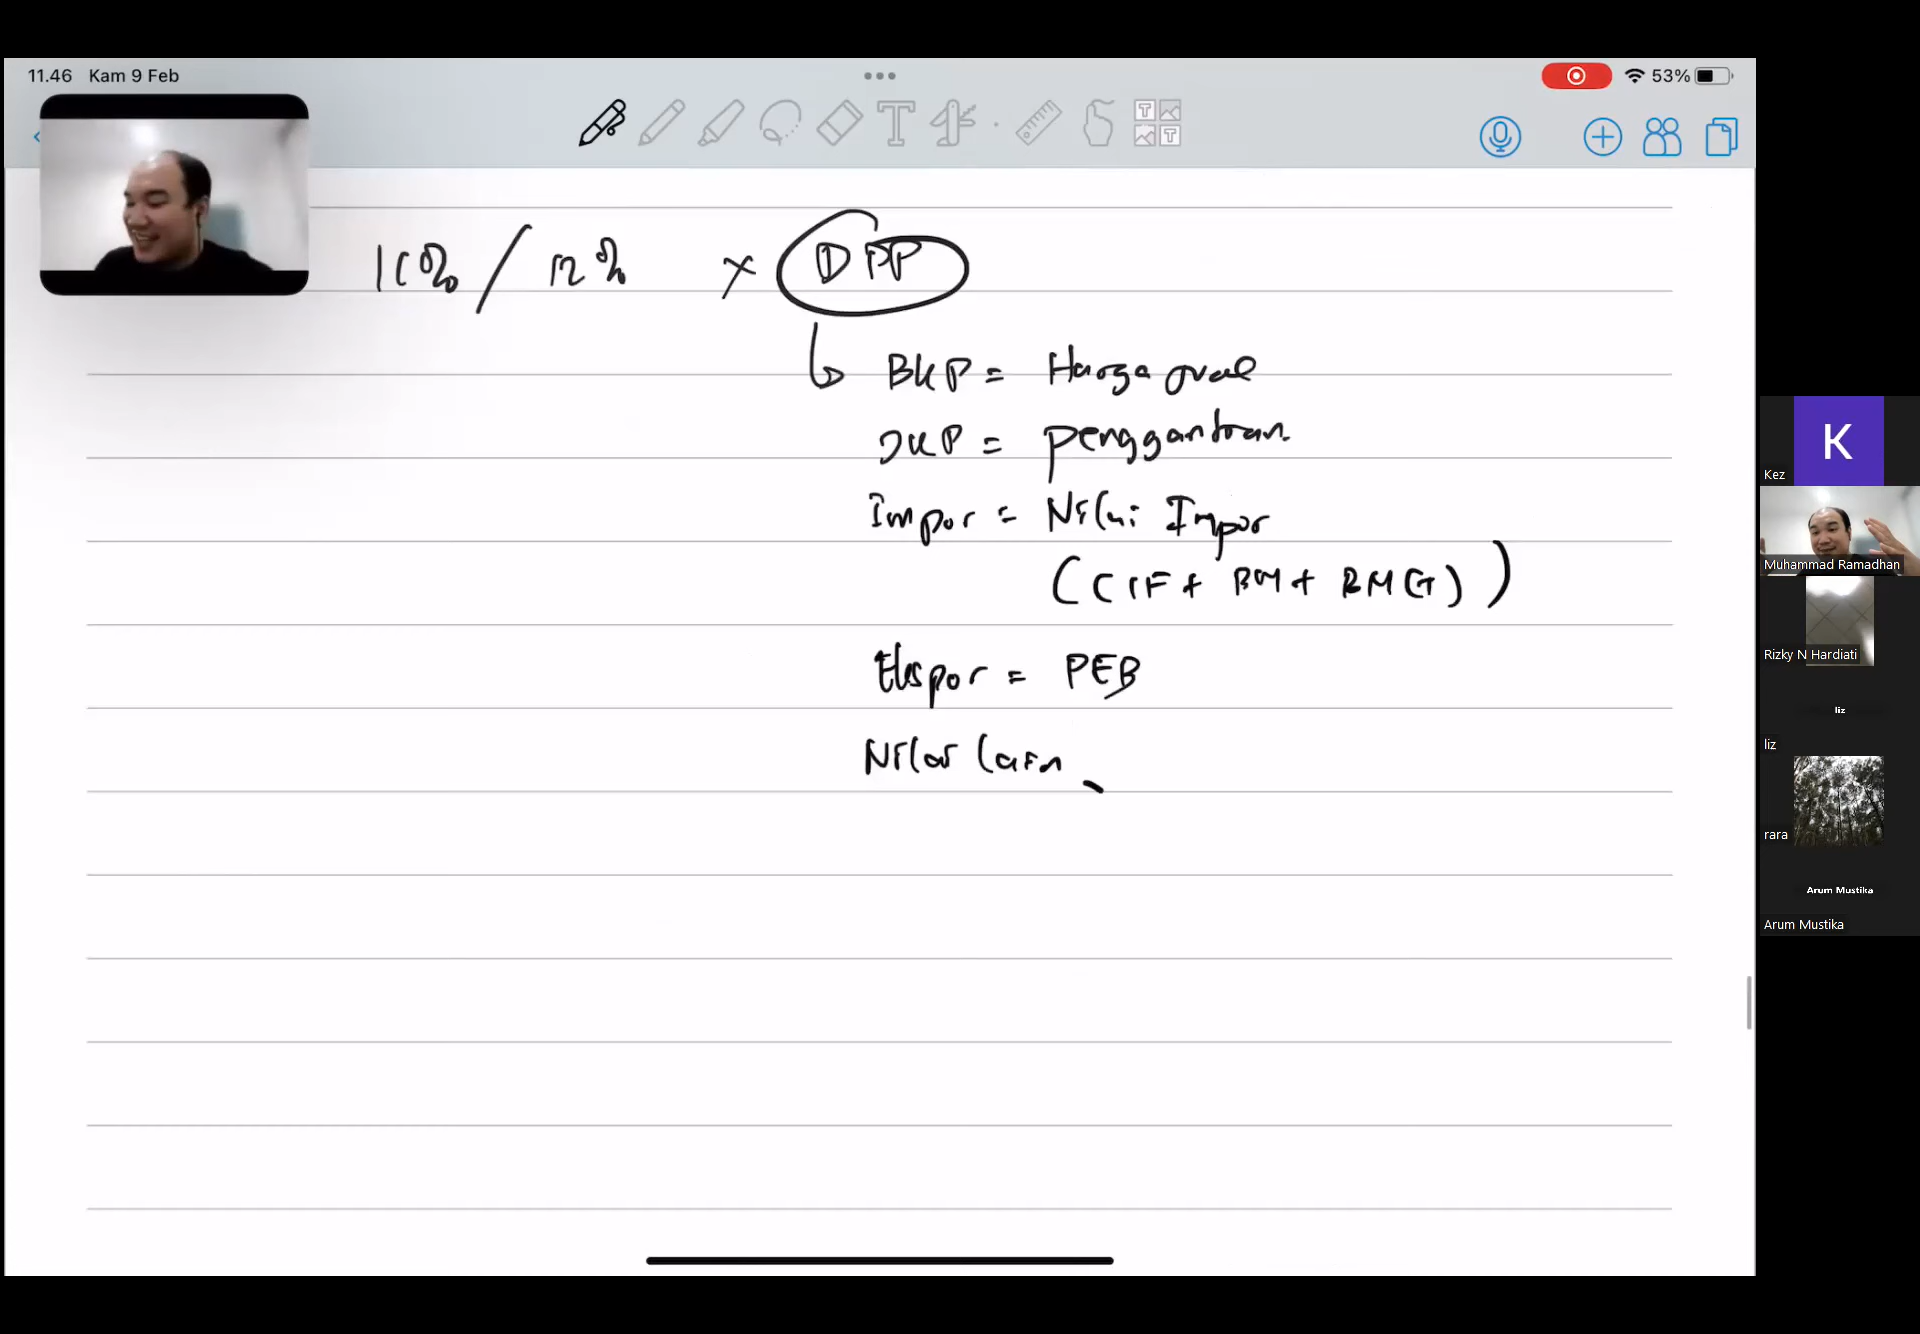 11.46 Kam 9 Feb
53%
11% / 12% x DPP
BKP = Harga Jual
JKP = penggantian.
Impor = Nilai Impor
(CIF + BM + BM(T))
Ekspor = PEB
Nilai lain
K
Kez
Muhammad Ramadhan
Rizky N Hardiati
liz
liz
rara
Arum Mustika
Arum Mustika